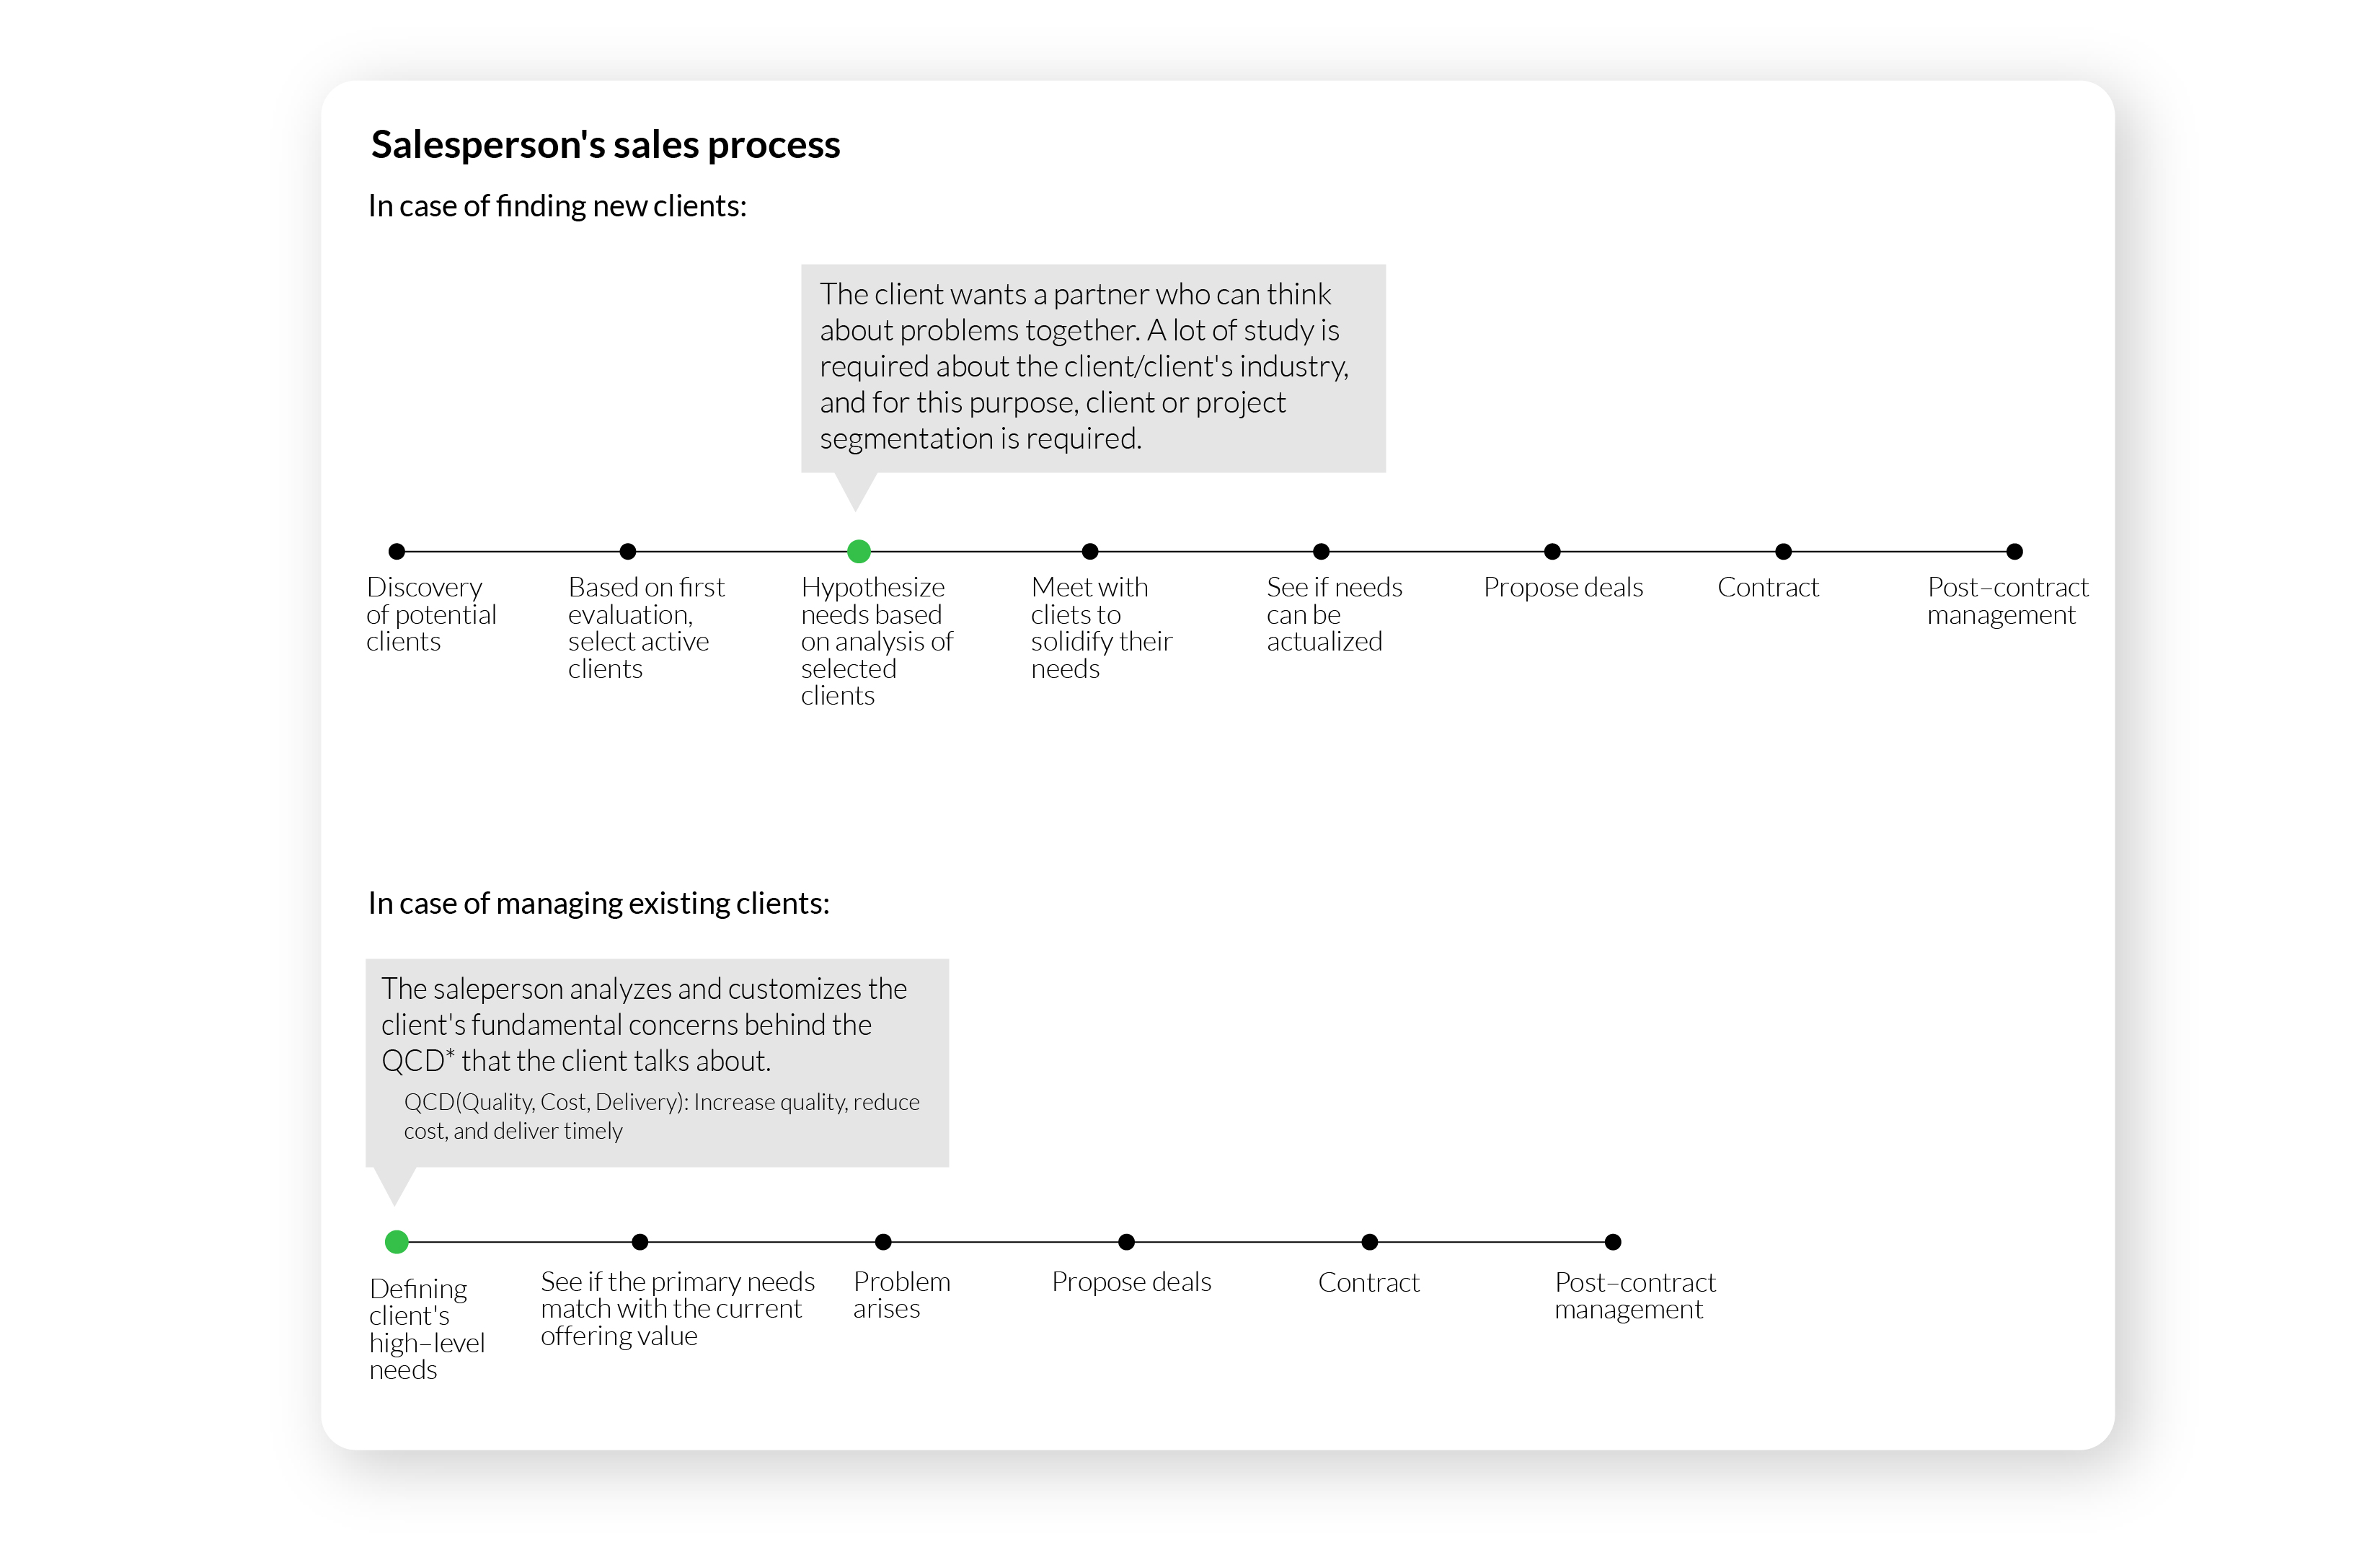 Salesperson's sales process
In case of finding new clients:
The client wants a partner who can think
about problems together. A lot of study is
required about the client/client's industry,
and for this purpose, client or project
segmentation is required.
Discovery
of potential
clients
Based on first
evaluation,
select active
clients
Hypothesize
needs based
on analysis of
selected
clients
Meet with
cliets to
solidify their
needs
See if needs
can be
actualized
Propose deals
Contract
Post–contract
management
In case of managing existing clients:
The saleperson analyzes and customizes the
client's fundamental concerns behind the
QCD* that the client talks about.
QCD(Quality, Cost, Delivery): Increase quality, reduce
cost, and deliver timely
Defining
client's
high–level
needs
See if the primary needs
match with the current
offering value
Problem
arises
Propose deals
Contract
Post–contract
management